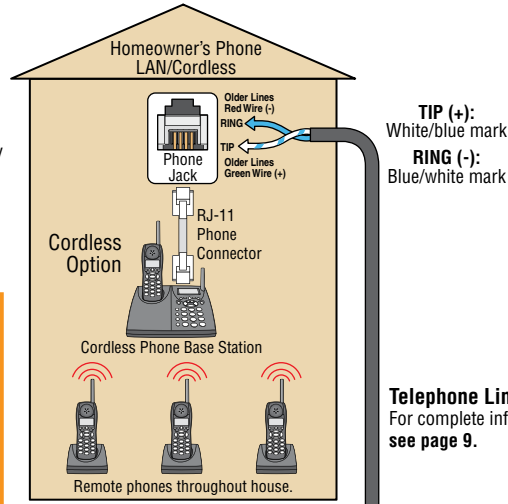 Homeowner's Phone
LAN/Cordless
Older Lines
Red Wire (-)
RING
TIP
Older Lines
Green Wire (+)
Phone
Jack
TIP (+):
White/blue mark
RING (-):
Blue/white mark
RJ-11
Phone
Connector
Cordless
Option
Cordless Phone Base Station
Remote phones throughout house.
Telephone Lin
For complete inf
see page 9.